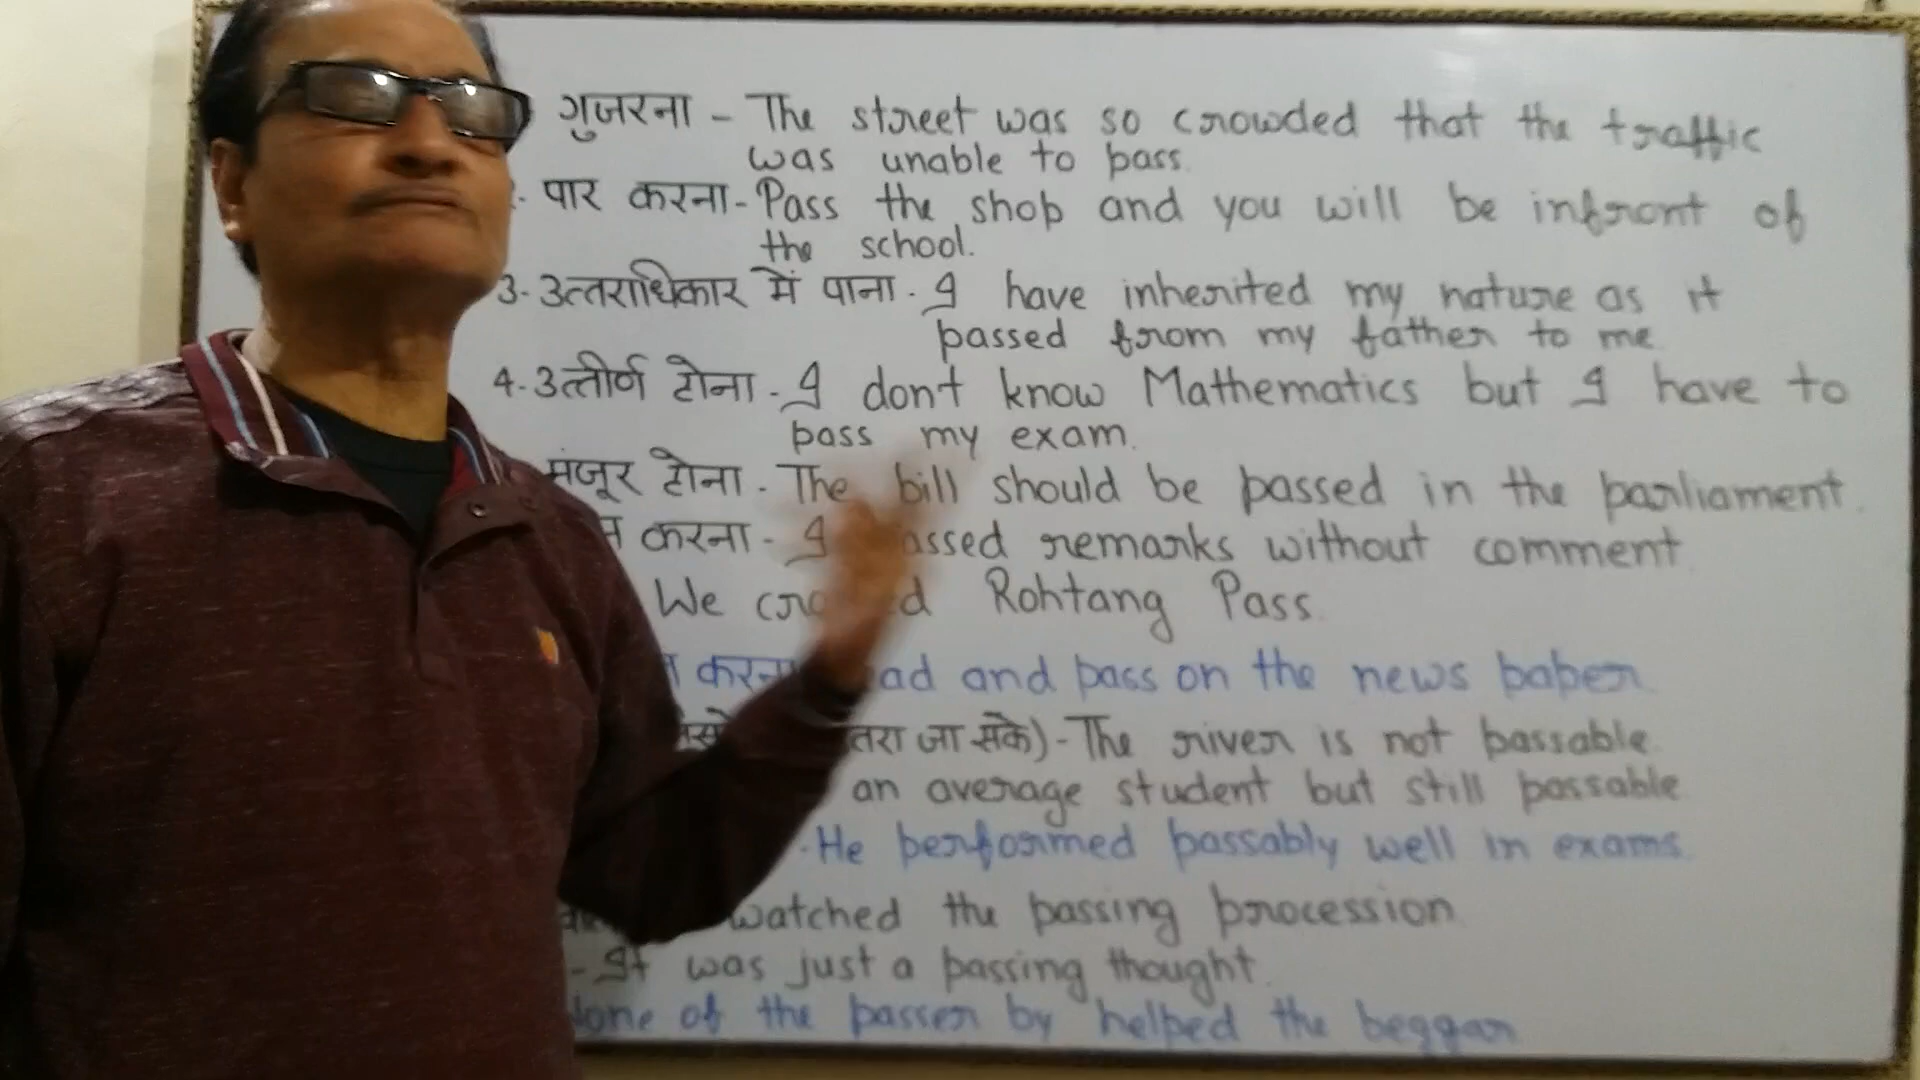 गुजरना - The street was so crowded that the traffic
was unable to pass.
पार करना - Pass the shop and you will be infront of
the school.
3. उत्तराधिकार में पाना. I have inherited my nature as it
passed from my father to me
4. उत्तीर्ण होना. I don't know Mathematics but I have to
pass my exam.
मंजूर होना. The bill should be passed in the parliament.
करना - I passed remarks without comment
We Rohtang Pass.
करना and pass on the news paper.
जा सके) - The river is not passable.
an average student but still passable
. He performed passably well in exams.
watched the passing procession
- It was just a passing thought.
of the passer by helped the beggar